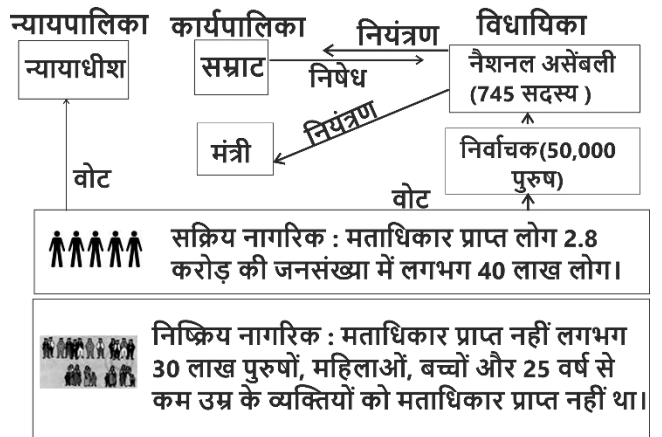 न्यायपालिका कार्यपालिका विधायिका
न्यायाधीश
सम्राट
नियंत्रण
निषेध
नैशनल असेंबली
(745 सदस्य )
नियंत्रण
मंत्री
निर्वाचक(50,000
पुरुष)
वोट
वोट
सक्रिय नागरिक : मताधिकार प्राप्त लोग 2.8
करोड़ की जनसंख्या में लगभग 40 लाख लोग।
निष्क्रिय नागरिक : मताधिकार प्राप्त नहीं लगभग
30 लाख पुरुषों, महिलाओं, बच्चों और 25 वर्ष से
कम उम्र के व्यक्तियों को मताधिकार प्राप्त नहीं था।